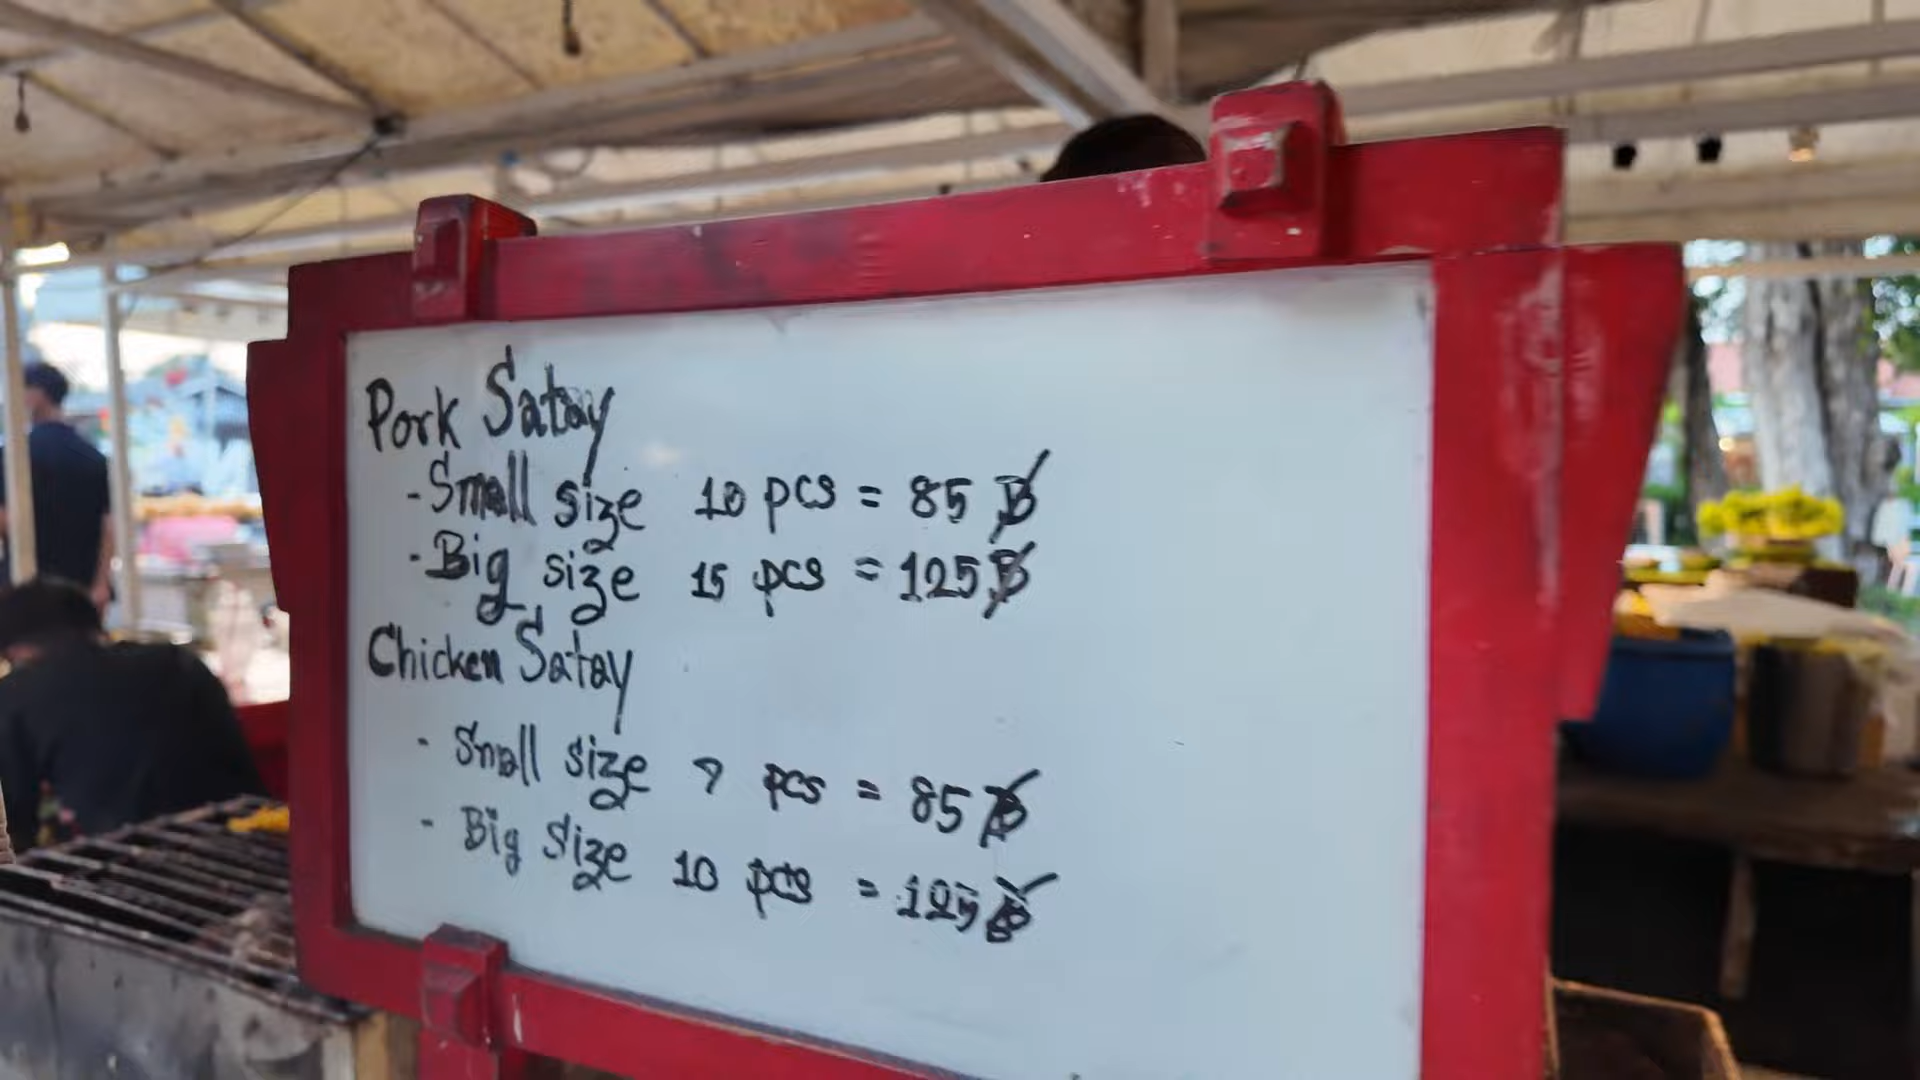 Pork Satay
- Small size 10 pcs = 85 ฿
- Big size 15 pcs = 125 ฿
Chicken Satay
- Small size 7 pcs = 85 ฿
- Big Size 10 pcs = 125 ฿